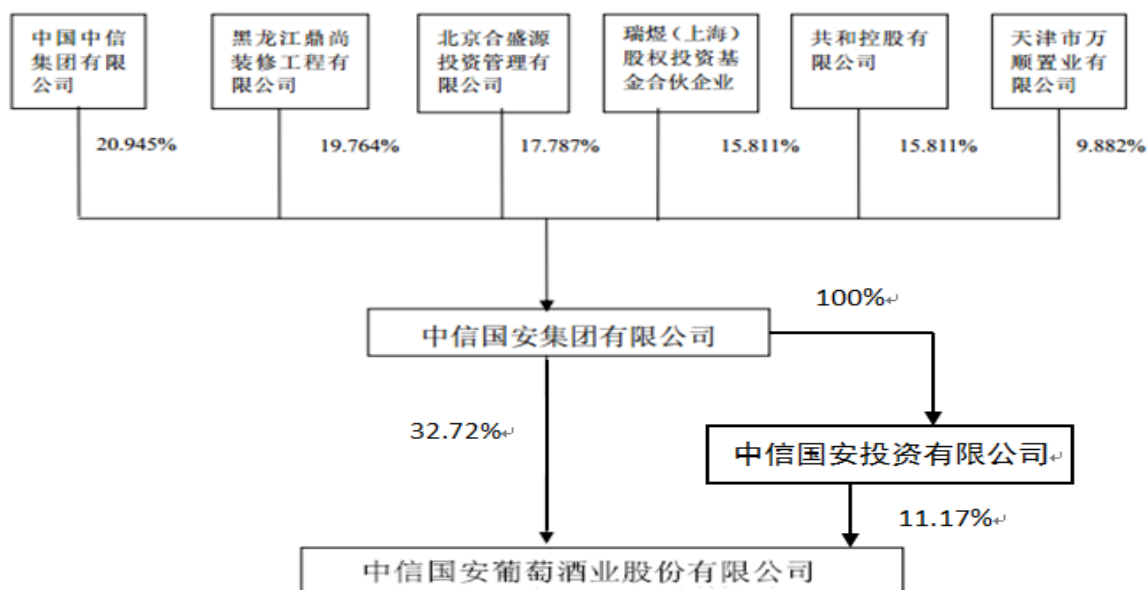 中国中信
集团有限
公司
黑龙江鼎尚
装修工程有
限公司
北京合盛源
投资管理有
限公司
瑞煜（上海）
股权投资基
金合伙企业
共和控股有
限公司
天津市万
顺置业有
限公司
20.945%
19.764%
17.787%
15.811%
15.811%
9.882%
100%
中信国安集团有限公司
32.72%
中信国安投资有限公司
11.17%
中信国安葡萄酒业股份有限公司